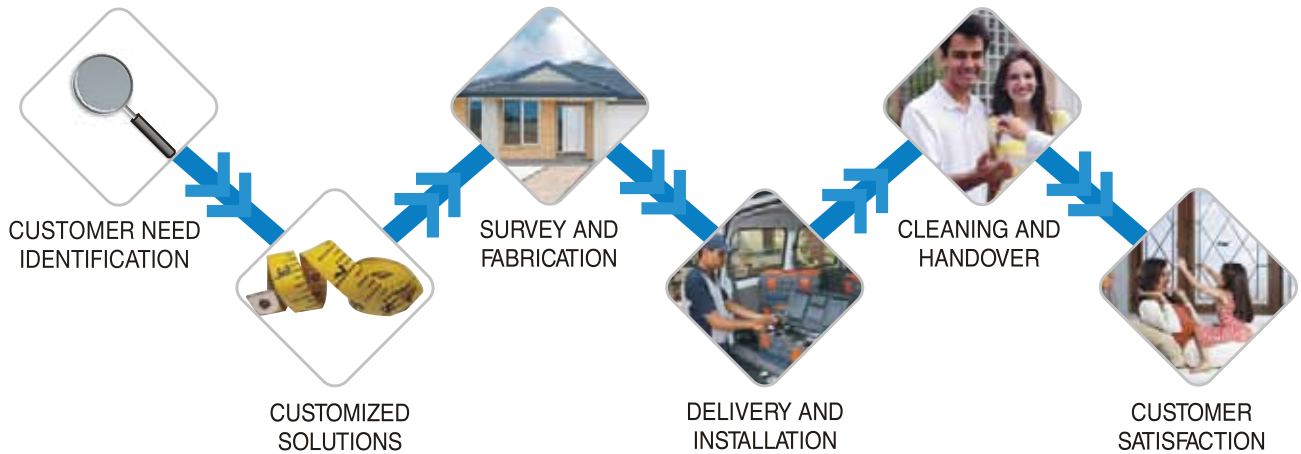 CUSTOMER NEED
IDENTIFICATION
CUSTOMIZED
SOLUTIONS
SURVEY AND
FABRICATION
DELIVERY AND
INSTALLATION
CLEANING AND
HANDOVER
CUSTOMER
SATISFACTION